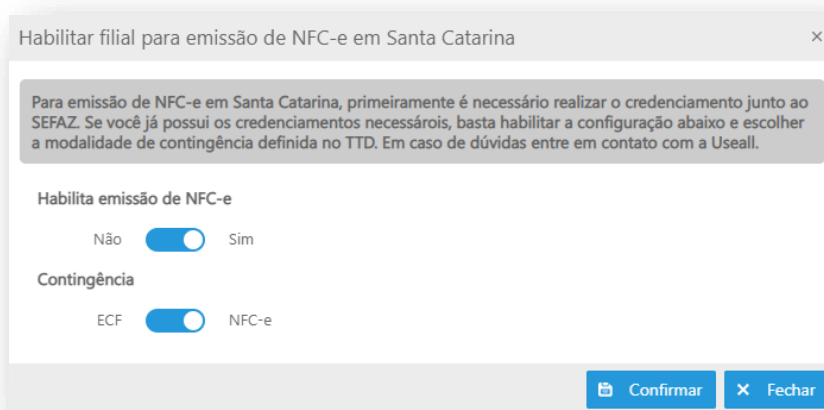 Habilitar filial para emissão de NFC-e em Santa Catarina
Para emissão de NFC-e em Santa Catarina, primeiramente é necessário realizar o credenciamento junto ao
SEFAZ. Se você já possui os credenciamentos necessárois, basta habilitar a configuração abaixo e escolher
a modalidade de contingência definida no TTD. Em caso de dúvidas entre em contato com a Useall.
Habilita emissão de NFC-e
Não Sim
Contingência
ECF NFC-e
Confirmar Fechar